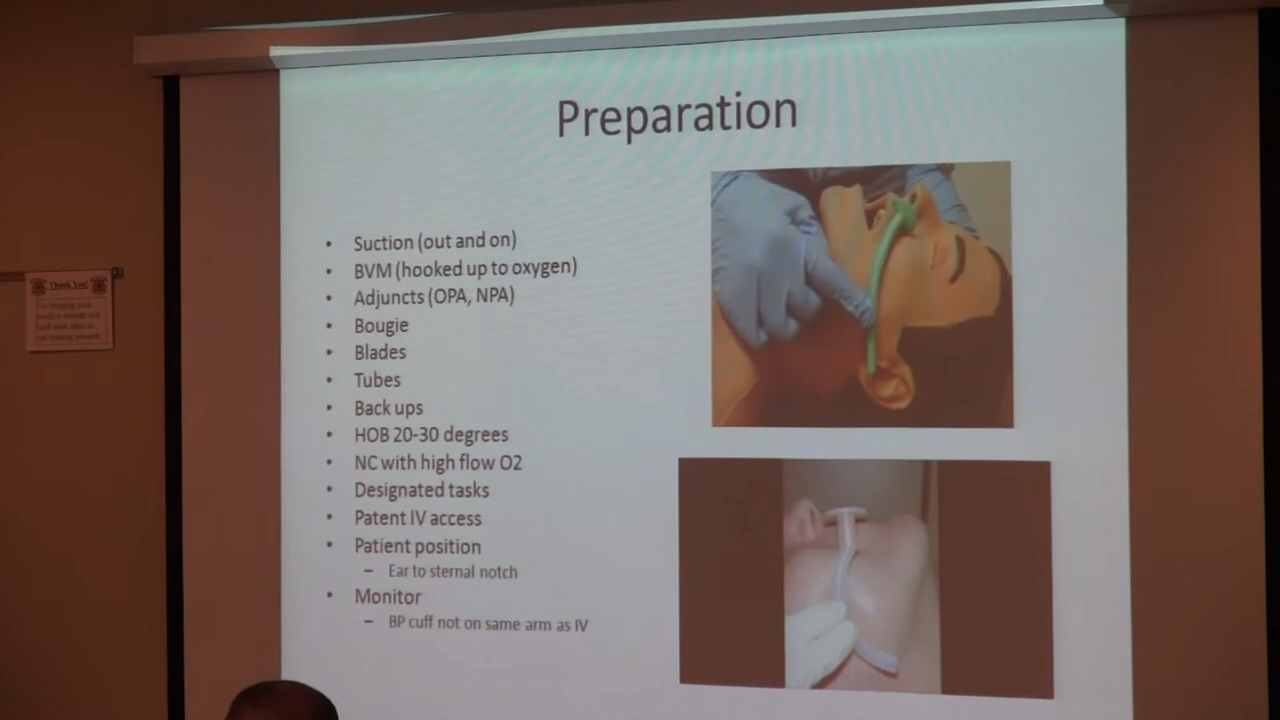 Preparation
• Suction (out and on)
• BVM (hooked up to oxygen)
• Adjuncts (OPA, NPA)
• Bougie
• Blades
• Tubes
• Back ups
• HOB 20-30 degrees
• NC with high flow O2
• Designated tasks
• Patent IV access
• Patient position
– Ear to sternal notch
• Monitor
– BP cuff not on same arm as IV
Thank You!